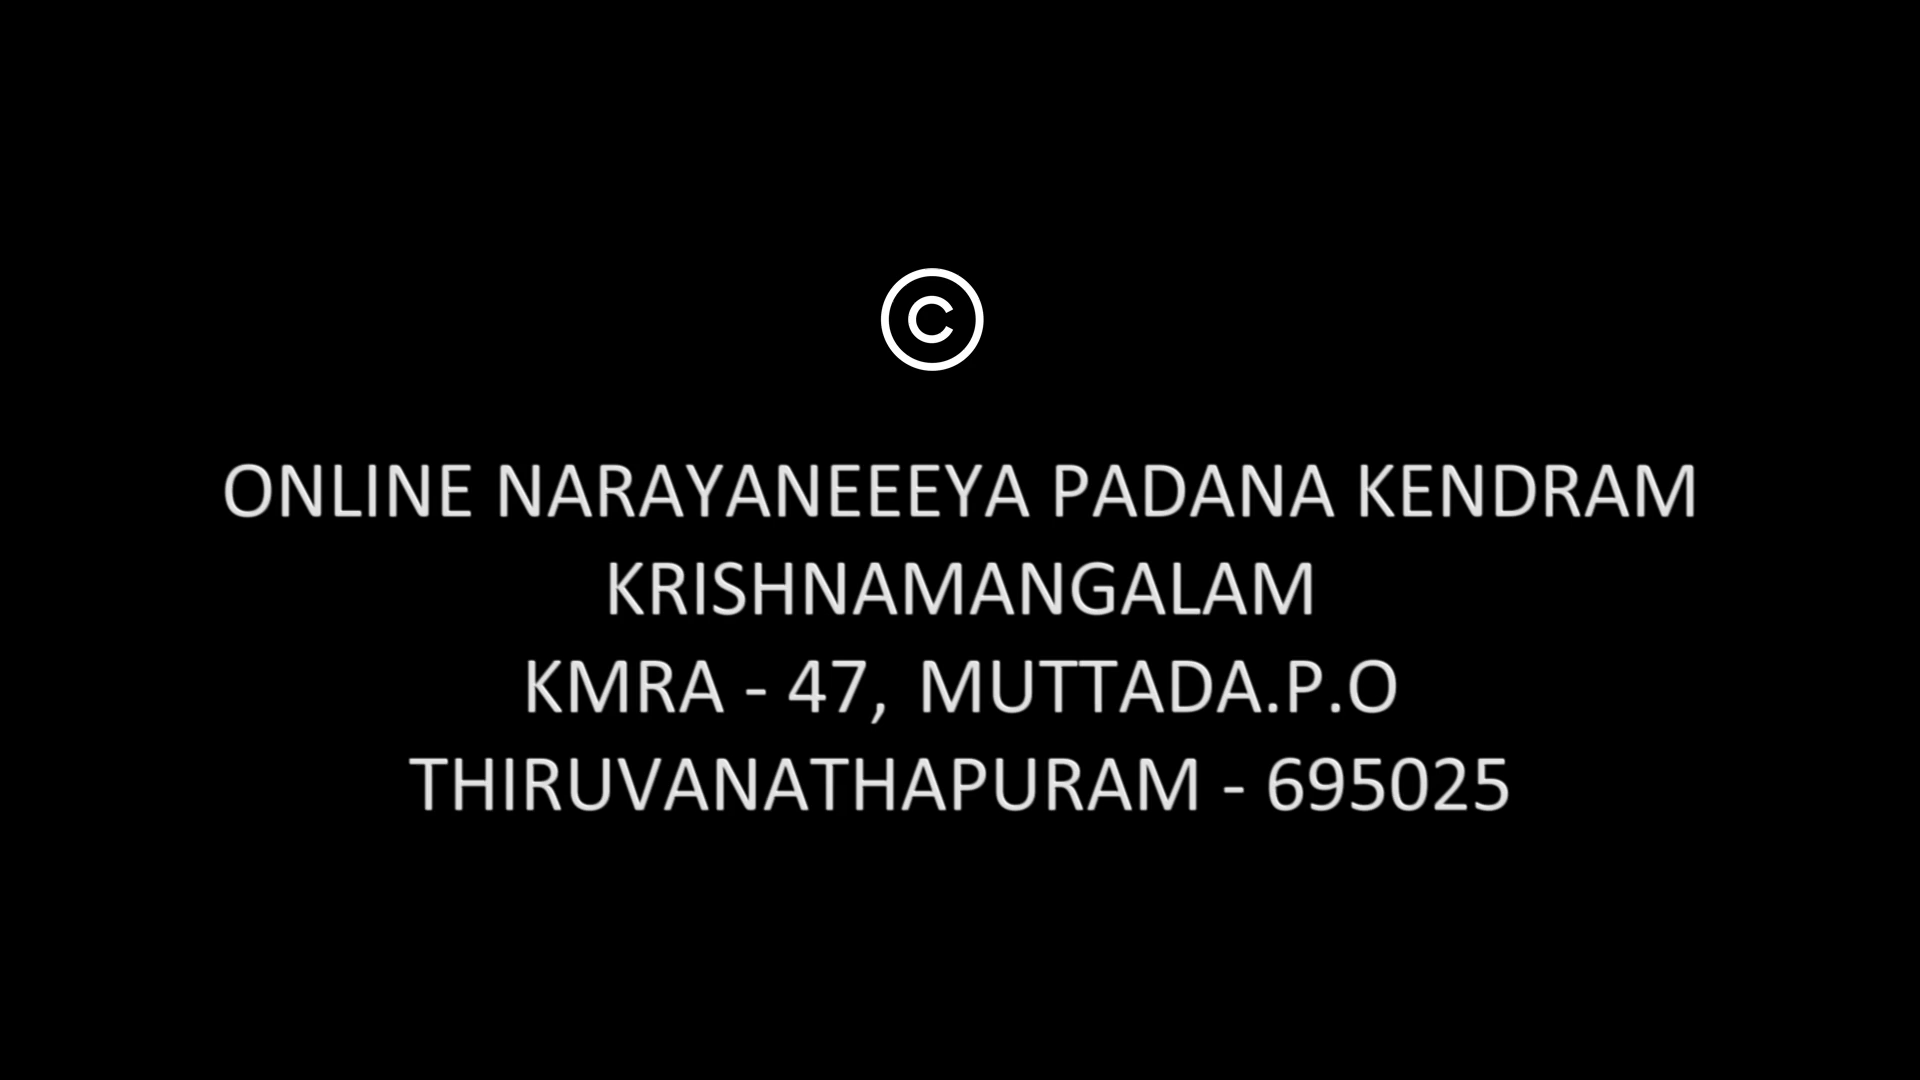 ©
ONLINE NARAYANEEEYA PADANA KENDRAM
KRISHNAMANGALAM
KMRA - 47, MUTTADA.P.O
THIRUVANATHAPURAM - 695025